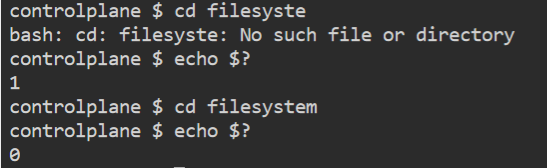 controlplane $ cd filesyste
bash: cd: filesyste: No such file or directory
controlplane $ echo $?
1
controlplane $ cd filesystem
controlplane $ echo $?
0